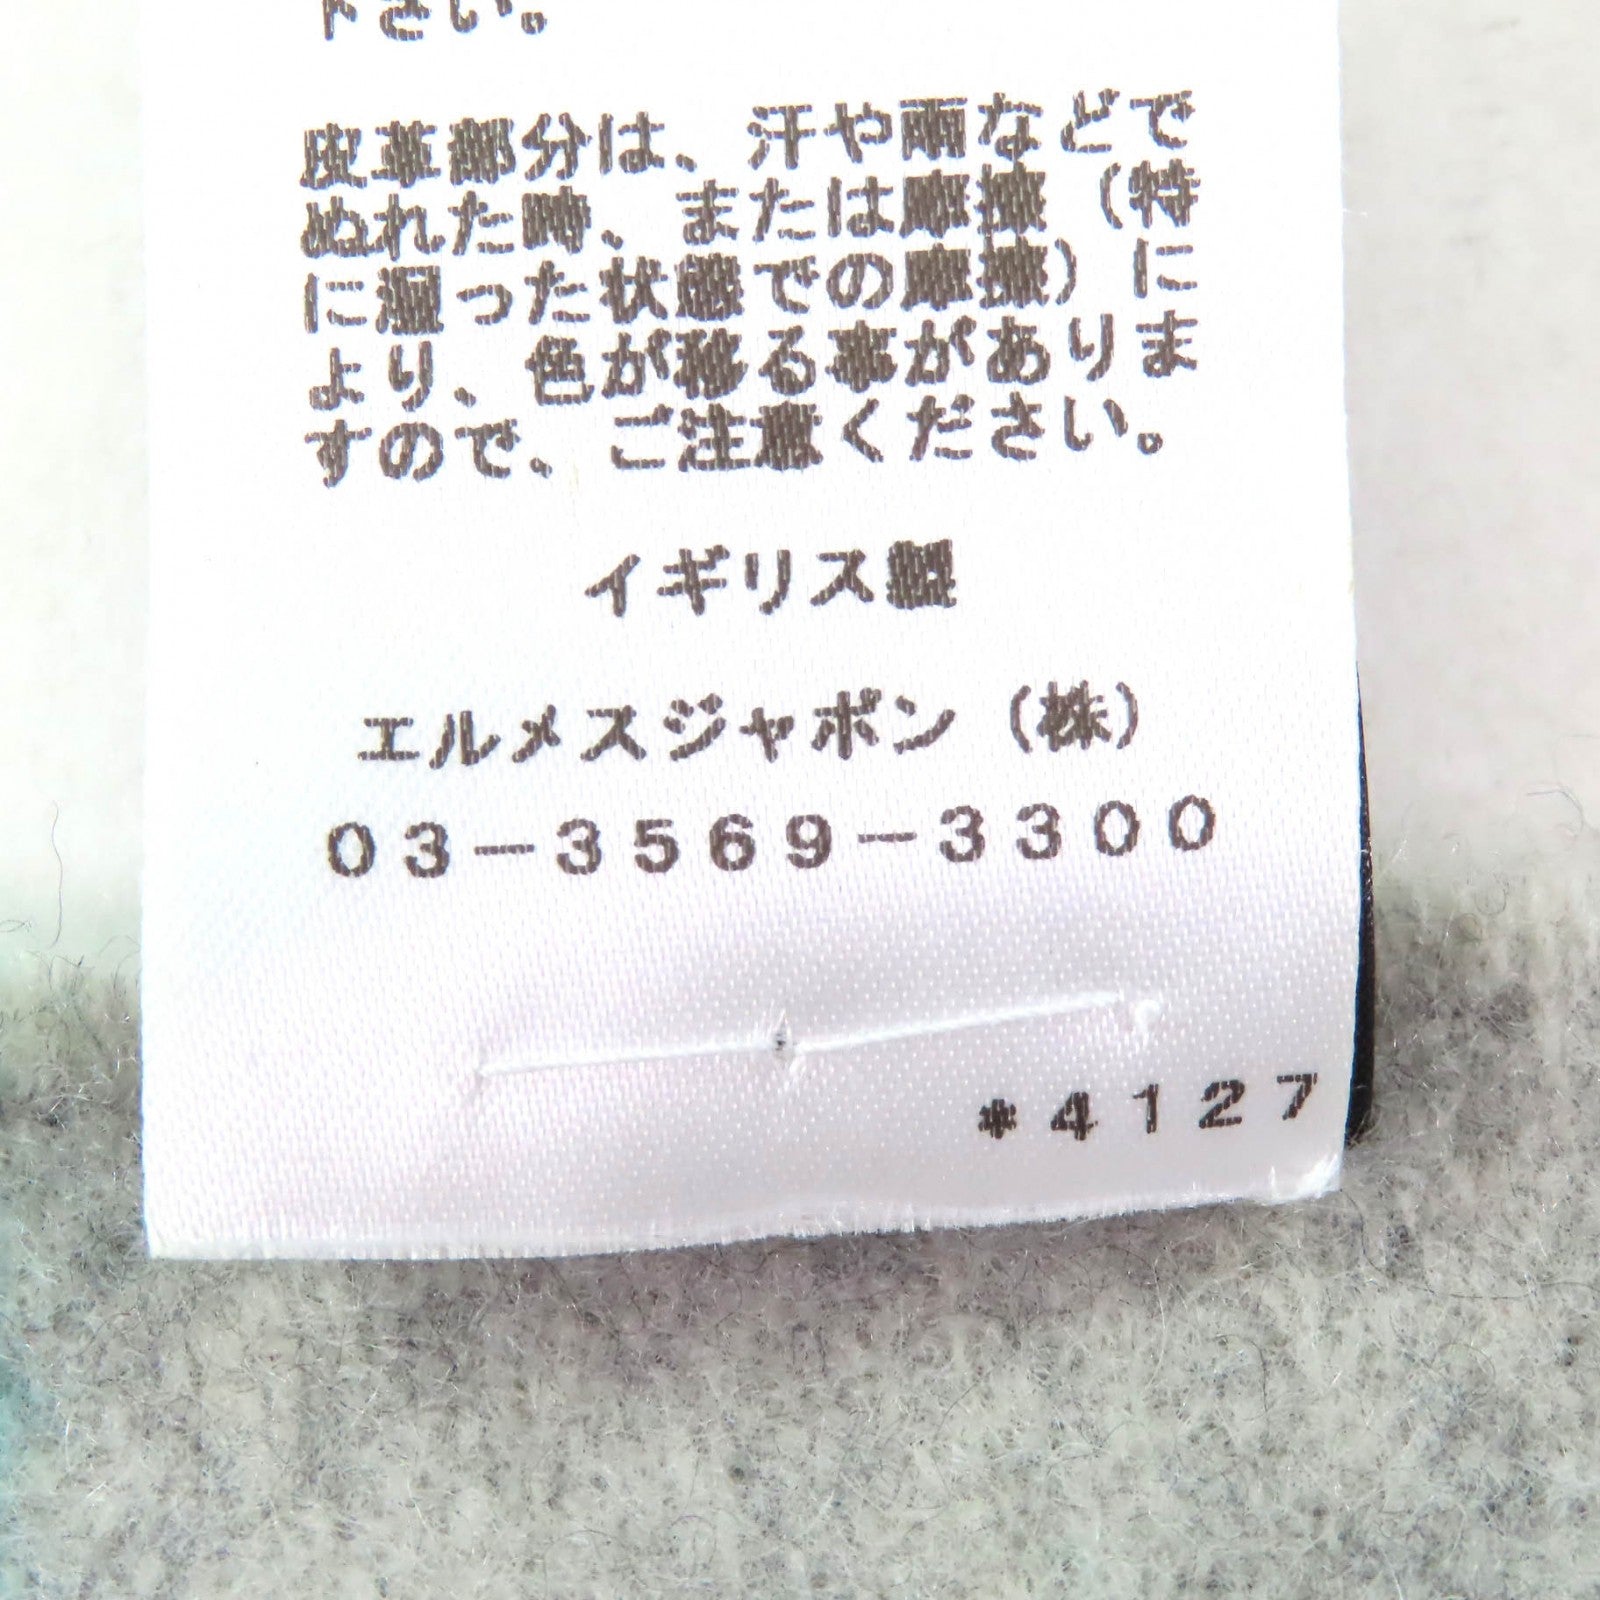 下さい。
皮革部分は、汗や雨などで
ぬれた時、または摩擦（特
に湿った状態での摩擦）に
より、色が移る事がありま
すので、ご注意ください。
イギリス製
エルメスジャポン（株）
03-3569-3300
*4127